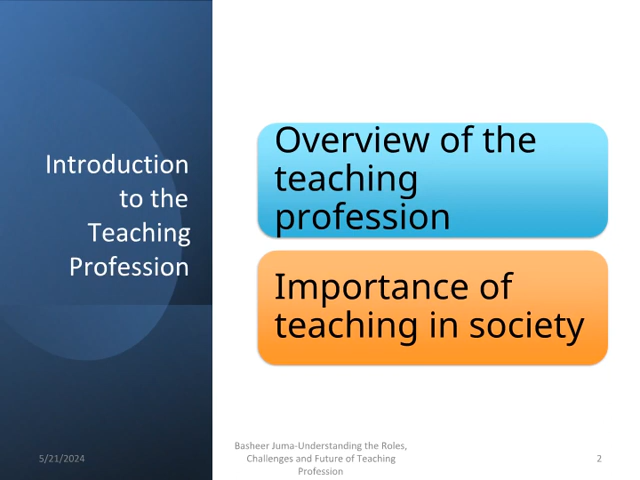 Introduction
to the
Teaching
Profession
Overview of the
teaching
profession
Importance of
teaching in society
5/21/2024
Basheer Juma-Understanding the Roles,
Challenges and Future of Teaching
Profession
2